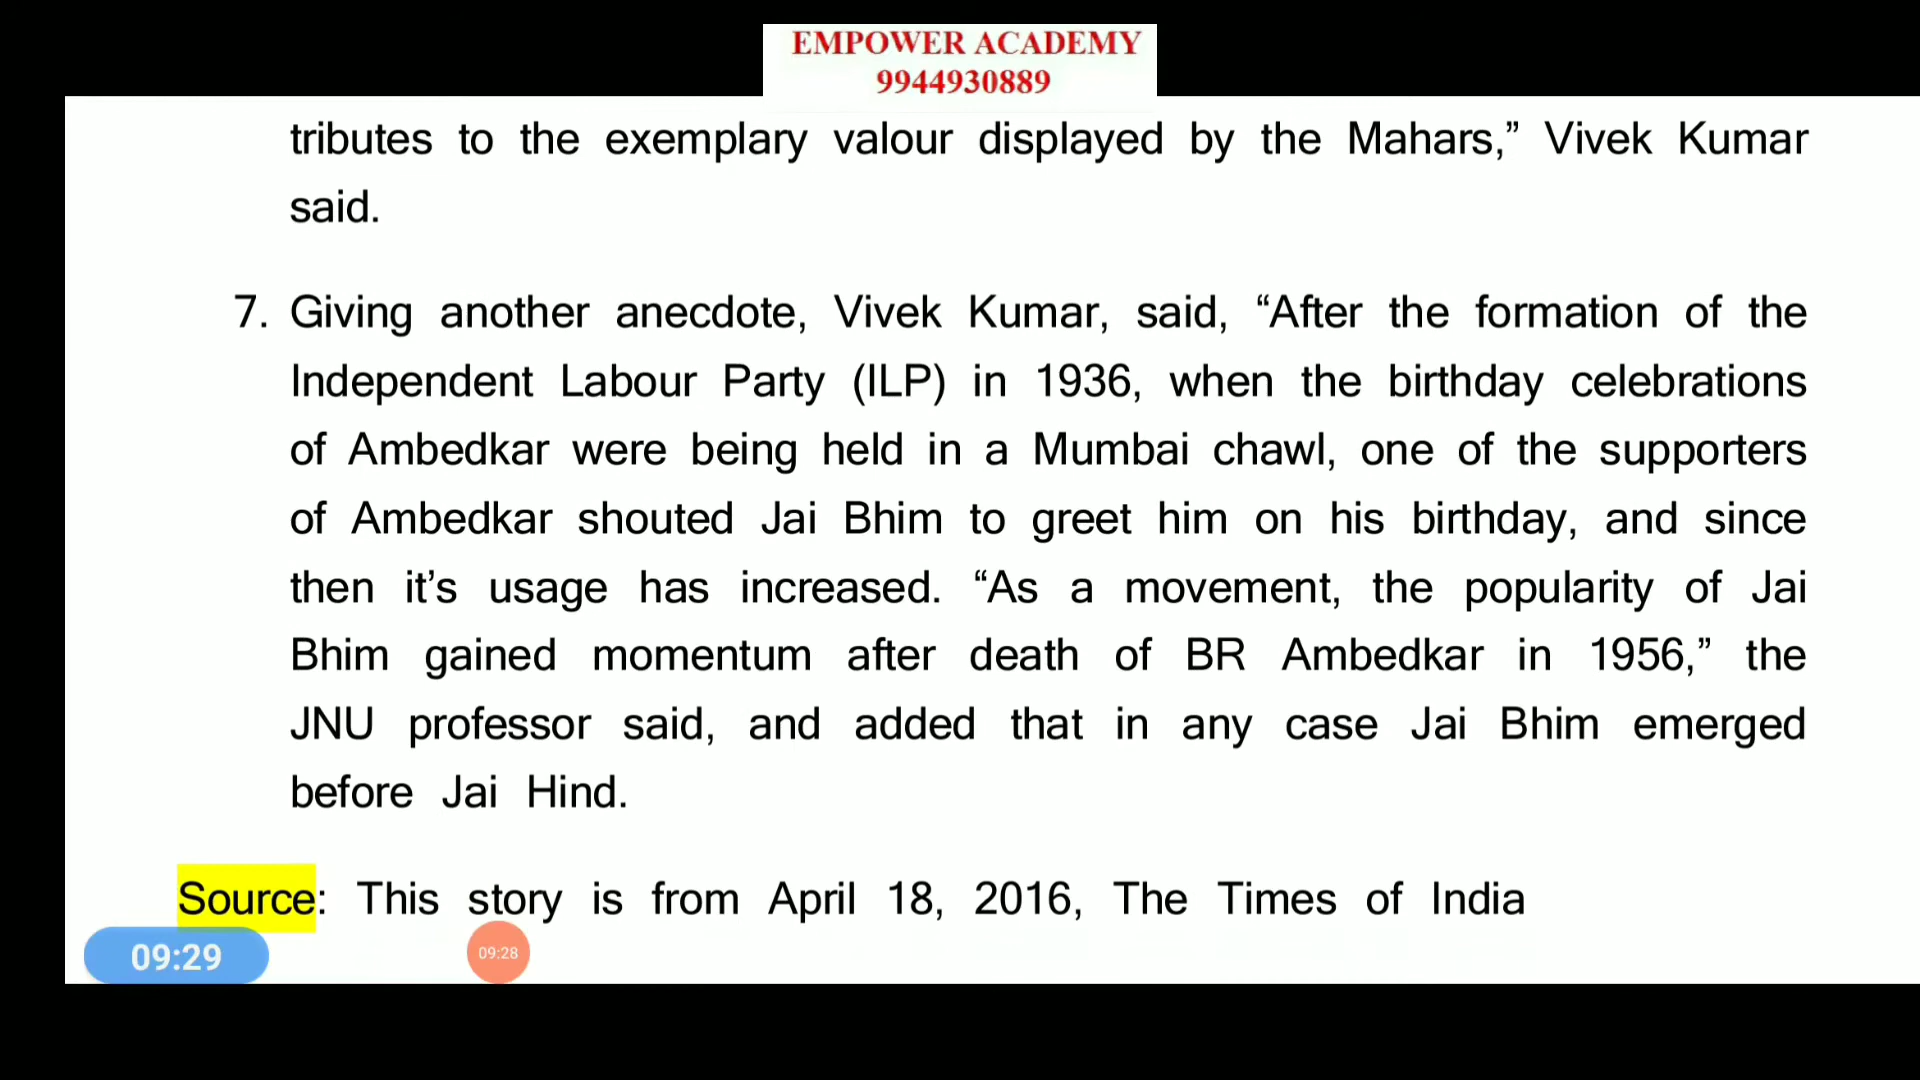 EMPOWER ACADEMY
9944930889
tributes to the exemplary valour displayed by the Mahars,” Vivek Kumar
said.
7. Giving another anecdote, Vivek Kumar, said, “After the formation of the
Independent Labour Party (ILP) in 1936, when the birthday celebrations
of Ambedkar were being held in a Mumbai chawl, one of the supporters
of Ambedkar shouted Jai Bhim to greet him on his birthday, and since
then it’s usage has increased. “As a movement, the popularity of Jai
Bhim gained momentum after death of BR Ambedkar in 1956,” the
JNU professor said, and added that in any case Jai Bhim emerged
before Jai Hind.
Source: This story is from April 18, 2016, The Times of India
09:29
09:28